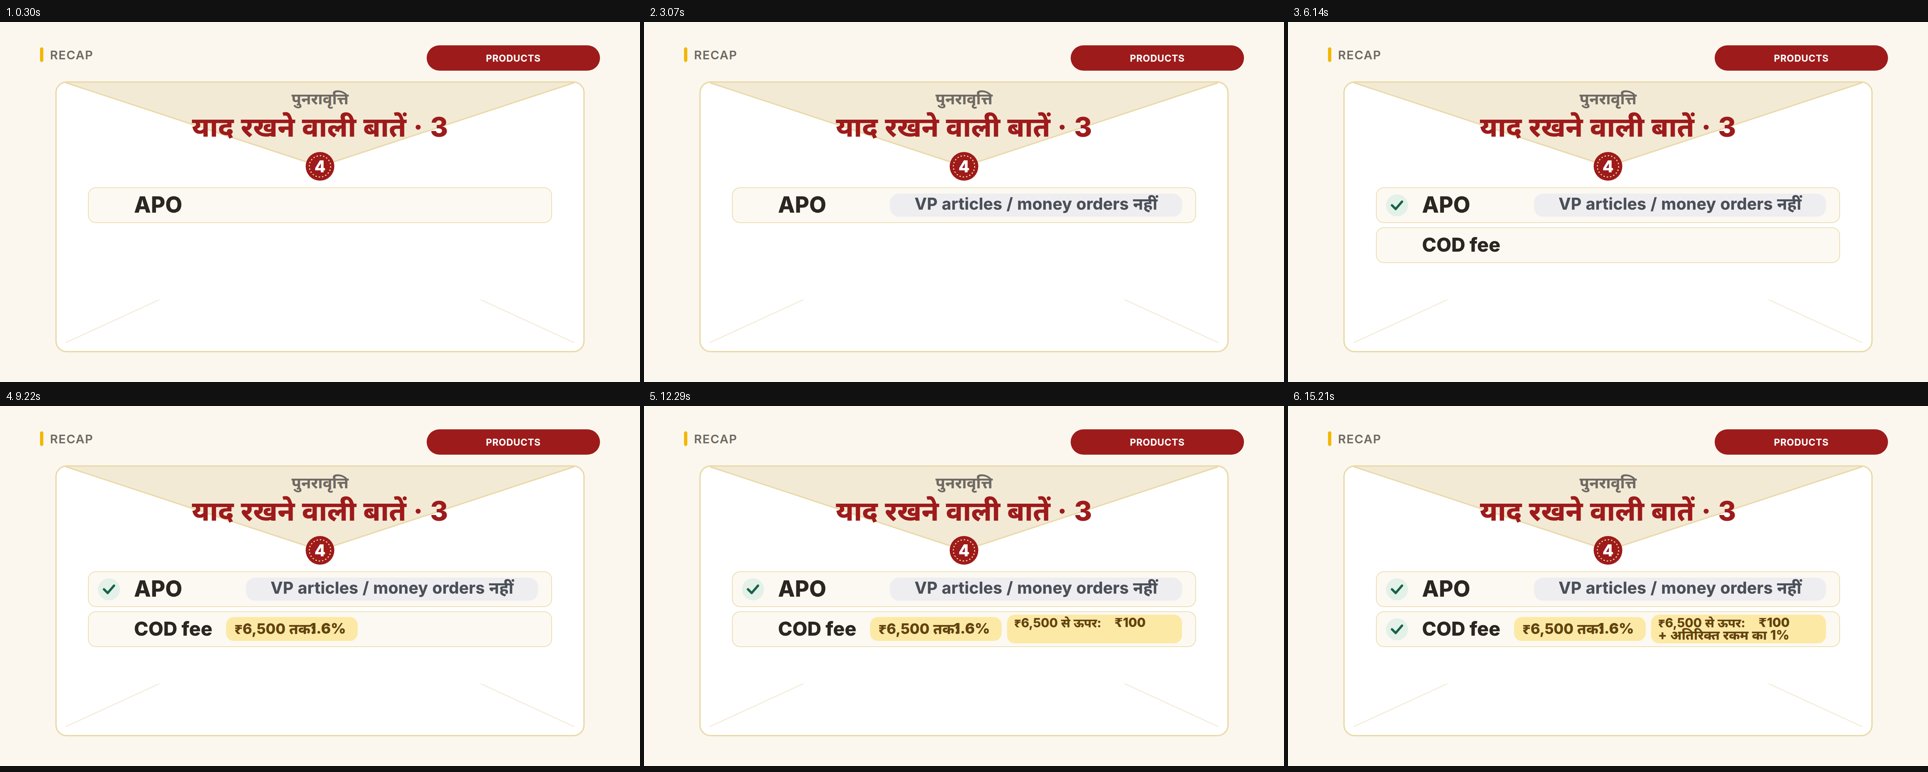 1. 0.30s
RECAP
PRODUCTS
पुनरावृत्ति
याद रखने वाली बातें · 3
4
APO
2. 3.07s
RECAP
PRODUCTS
पुनरावृत्ति
याद रखने वाली बातें · 3
4
APO VP articles / money orders नहीं
3. 6.14s
RECAP
PRODUCTS
पुनरावृत्ति
याद रखने वाली बातें · 3
4
APO VP articles / money orders नहीं
COD fee
4. 9.22s
RECAP
PRODUCTS
पुनरावृत्ति
याद रखने वाली बातें · 3
4
APO VP articles / money orders नहीं
COD fee ₹6,500 तक1.6%
5. 12.29s
RECAP
PRODUCTS
पुनरावृत्ति
याद रखने वाली बातें · 3
4
APO VP articles / money orders नहीं
COD fee ₹6,500 तक1.6% ₹6,500 से ऊपर: ₹100
6. 15.21s
RECAP
PRODUCTS
पुनरावृत्ति
याद रखने वाली बातें · 3
4
APO VP articles / money orders नहीं
COD fee ₹6,500 तक1.6% ₹6,500 से ऊपर: ₹100
+ अतिरिक्त रकम का 1%